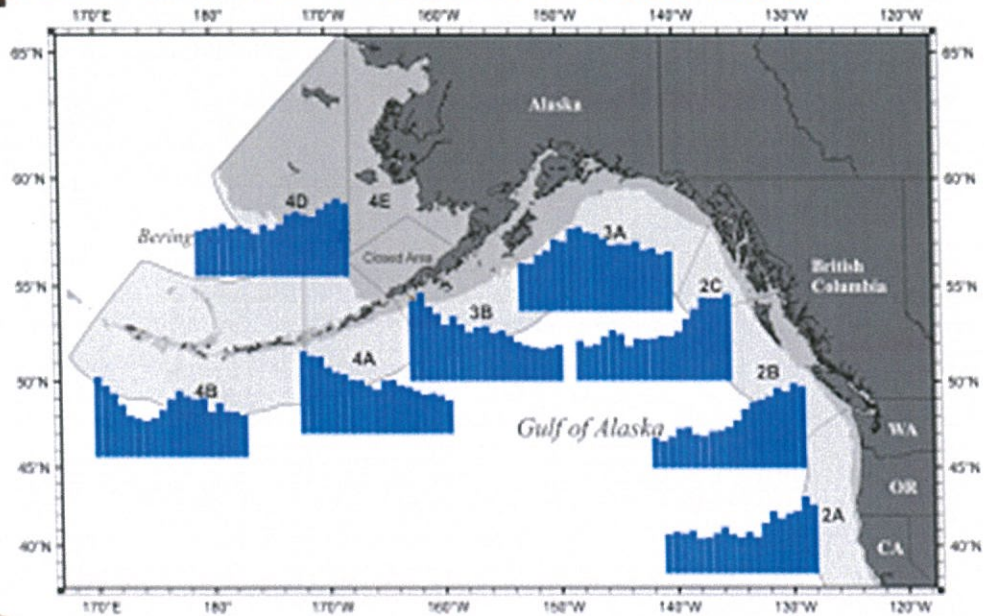 170°E 180° 170°W 160°W 150°W 140°W 130°W 120°W
65°N 65°N
Alaska
60°N 60°N
4D 4E
Bering
3A
Closed Area
British
Columbia
55°N 2C 55°N
3B
4A
2B
50°N 50°N
4B
Gulf of Alaska
WA
45°N 45°N
OR
2A
40°N CA 40°N
170°E 180° 170°W 160°W 150°W 140°W 130°W 120°W